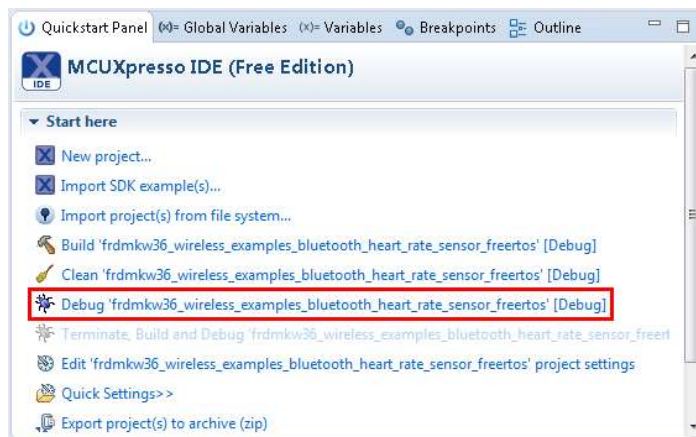 Quickstart Panel (x)= Global Variables (x)= Variables Breakpoints Outline
MCUXpresso IDE (Free Edition)
IDE
Start here
New project...
Import SDK example(s)...
Import project(s) from file system...
Build 'frdmkw36_wireless_examples_bluetooth_heart_rate_sensor_freertos' [Debug]
Clean 'frdmkw36_wireless_examples_bluetooth_heart_rate_sensor_freertos' [Debug]
Debug 'frdmkw36_wireless_examples_bluetooth_heart_rate_sensor_freertos' [Debug]
Terminate, Build and Debug 'frdmkw36_wireless_examples_bluetooth_heart_rate_sensor_freert
Edit 'frdmkw36_wireless_examples_bluetooth_heart_rate_sensor_freertos' project settings
Quick Settings>>
Export project(s) to archive (zip)